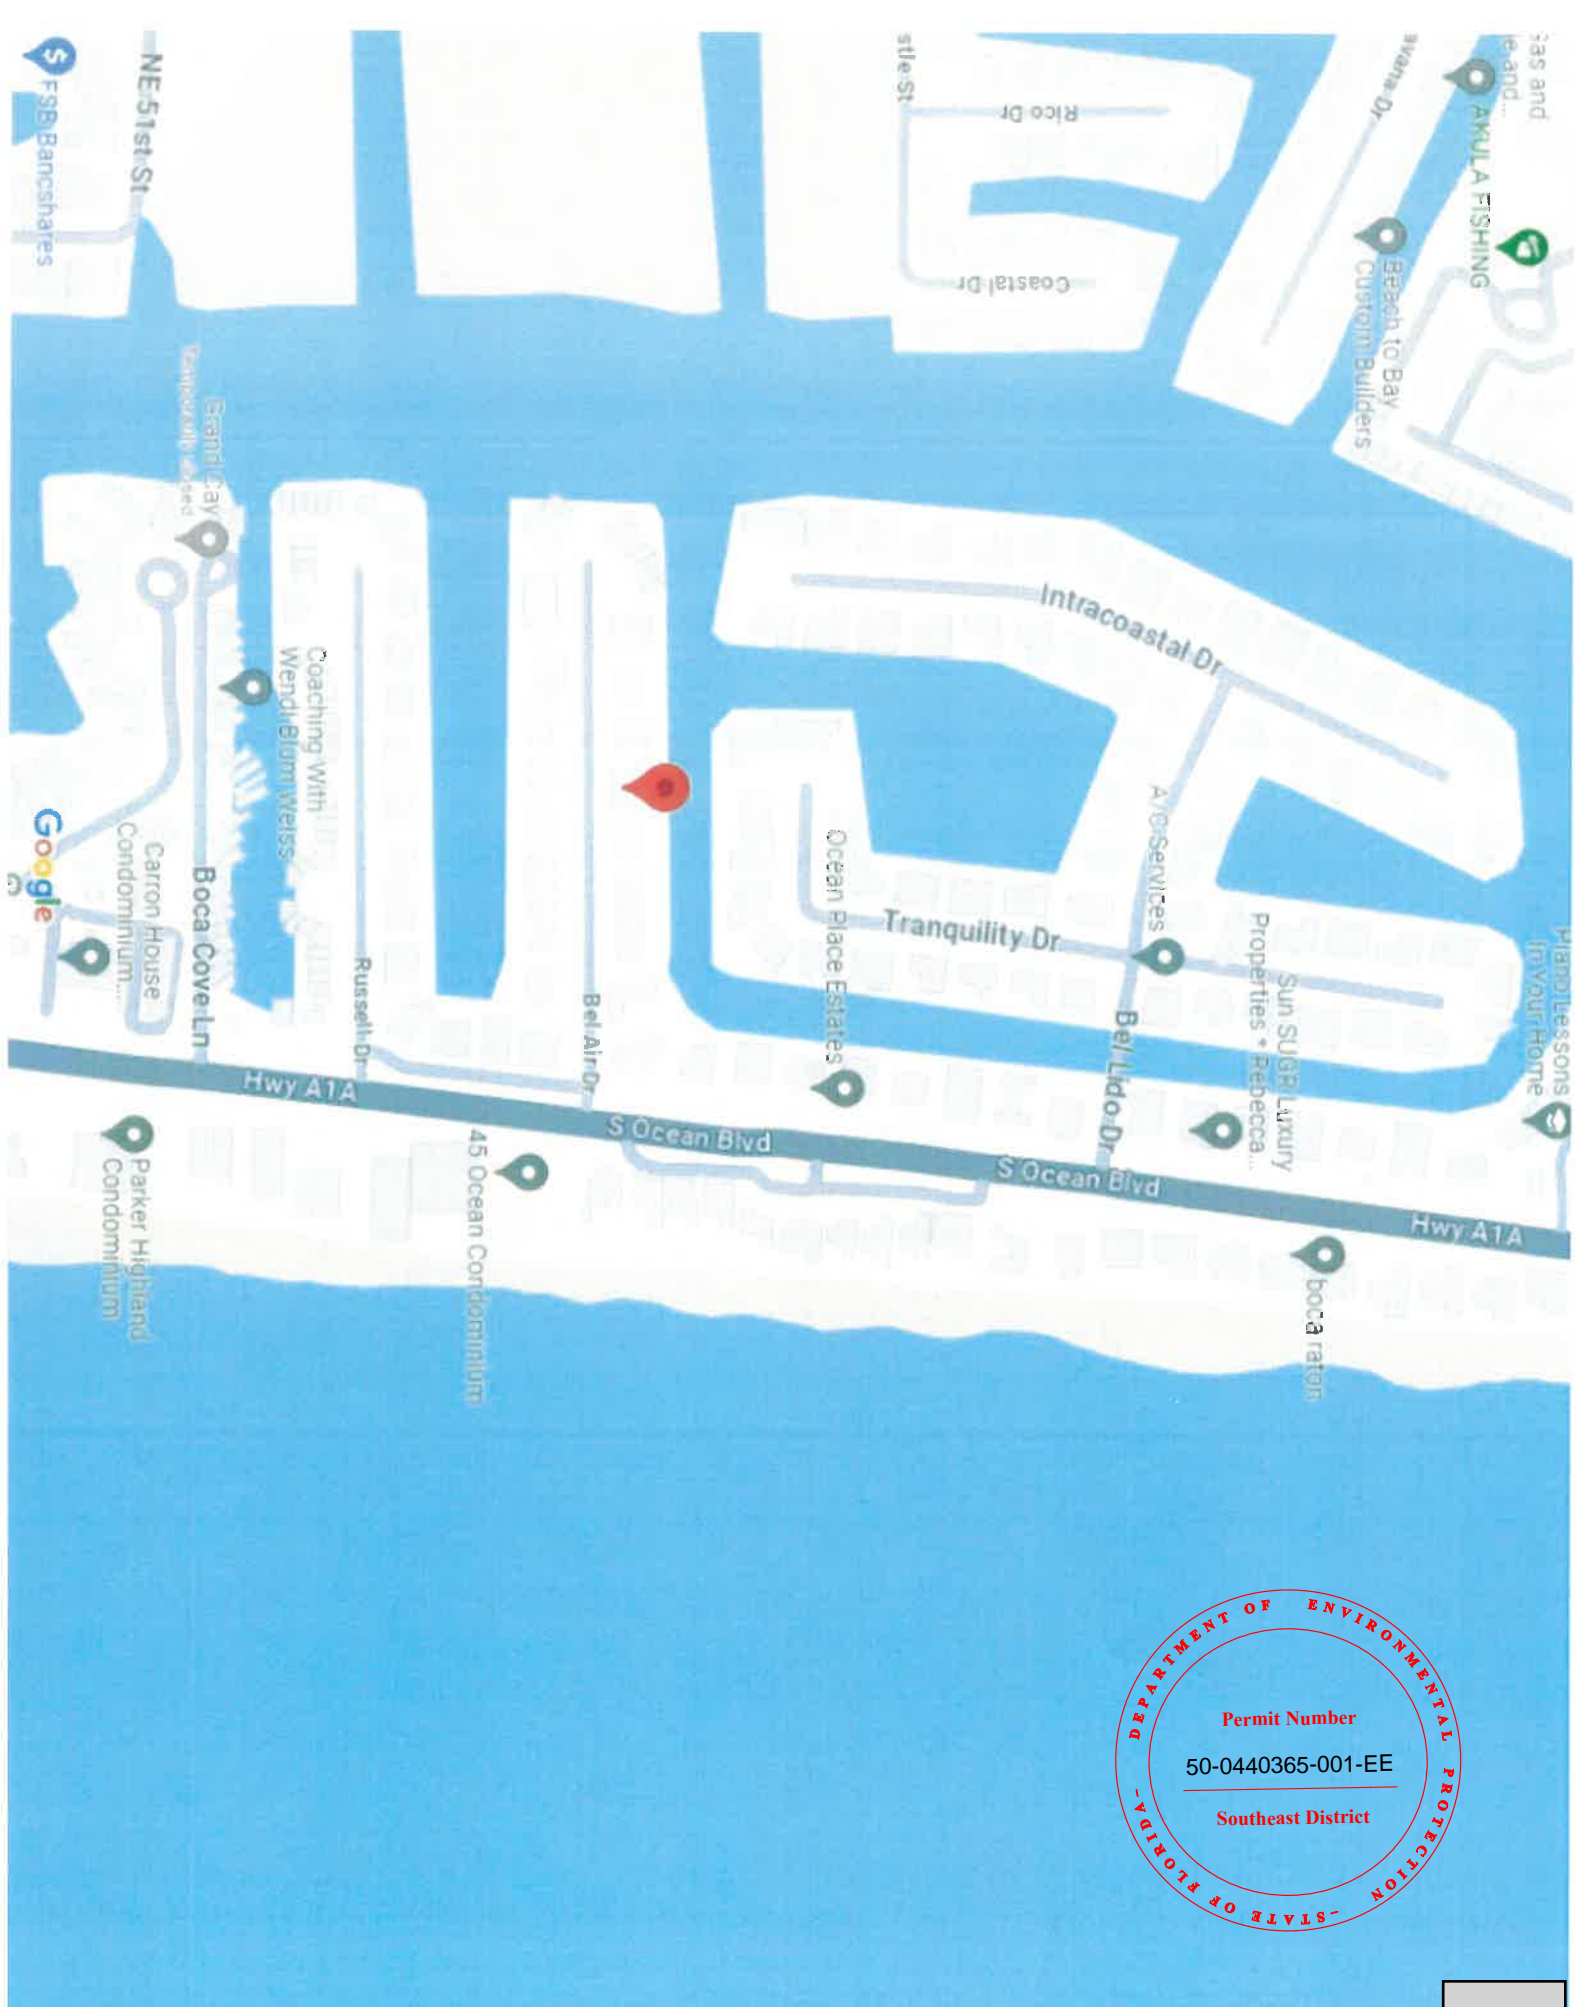 FSB Bancshares
NE 51st St
stle St
Rico Dr
Coastal Dr
AKULA FISHING
Beach to Bay
Custom Builders
Grand Cay
Intracoastal Dr
Coaching With
Wendi Blum Weiss
A/C Services
Google
Carron House
Condominium...
Boca Cove Ln
Russell Dr
Bel Air Dr
Ocean Place Estates
Tranquility Dr
Bel Lido Dr
Sun SUGR Luxury
Properties * Rebecca...
Piano Lessons
In Your Home
Hwy A1A
S Ocean Blvd
S Ocean Blvd
Hwy A1A
Parker Highland
Condominium
45 Ocean Condominium
boca raton
DEPARTMENT OF ENVIRONMENTAL PROTECTION
-STATE OF FLORIDA-
Permit Number
50-0440365-001-EE
Southeast District